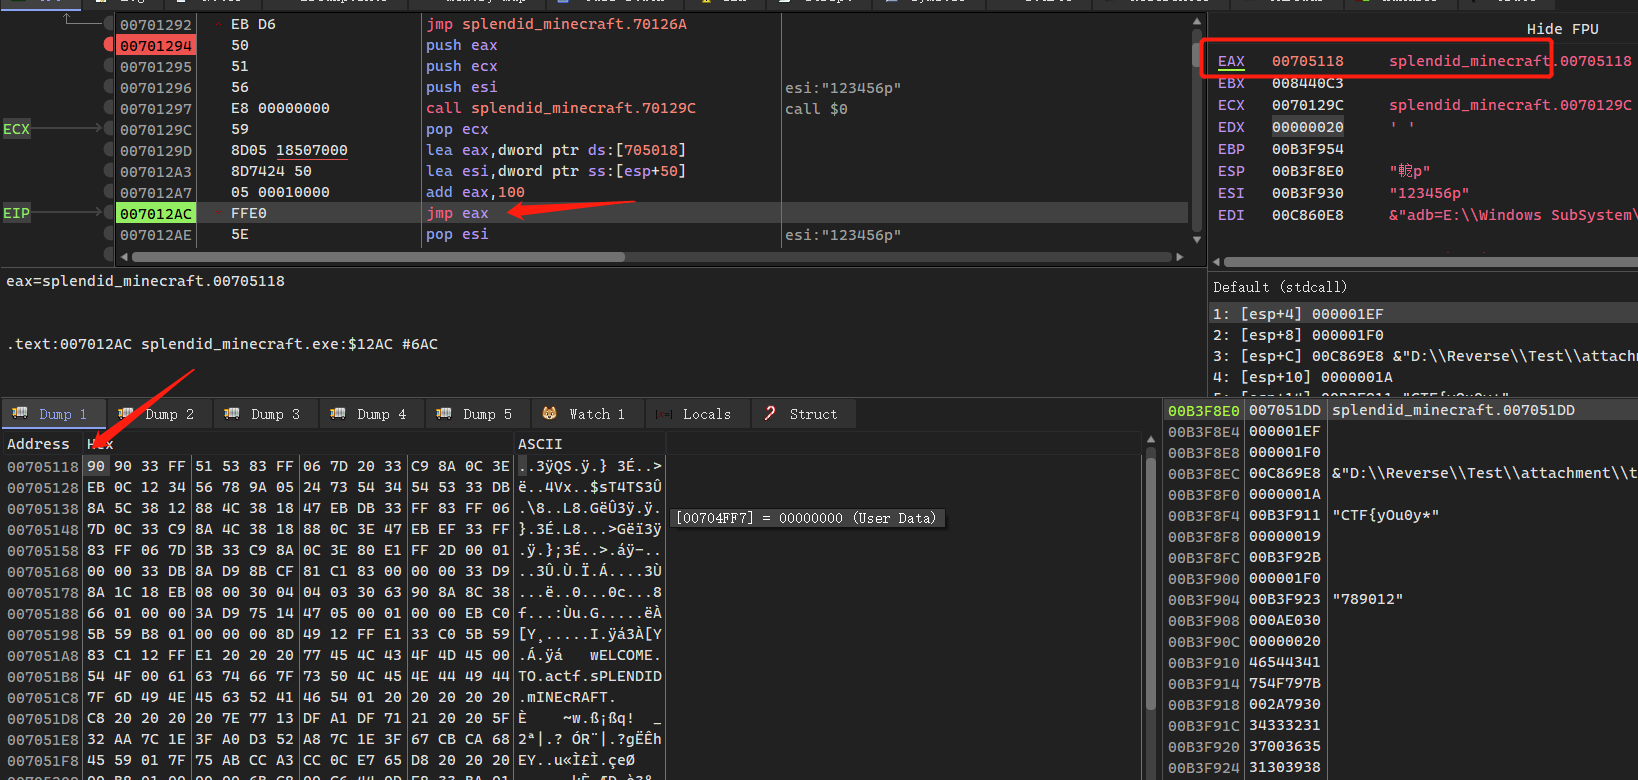 00701292 EB D6 jmp splendid_minecraft.70126A
00701294 50 push eax
00701295 51 push ecx
00701296 56 push esi esi:"123456p"
00701297 E8 00000000 call splendid_minecraft.70129C call $0
ECX 0070129C 59 pop ecx
0070129D 8D05 18507000 lea eax,dword ptr ds:[705018]
007012A3 8D7424 50 lea esi,dword ptr ss:[esp+50]
007012A7 05 00010000 add eax,100
EIP 007012AC FFE0 jmp eax
007012AE 5E pop esi esi:"123456p"
Hide FPU
EAX 00705118 splendid_minecraft.00705118
EBX 008440C3
ECX 0070129C splendid_minecraft.0070129C
EDX 00000020 ' '
EBP 00B3F954
ESP 00B3F8E0
ESI 00B3F930 "123456p"
EDI 00C860E8 &"adb=E:\\Windows SubSystem\
eax=splendid_minecraft.00705118
.text:007012AC splendid_minecraft.exe:$12AC #6AC
Default (stdcall)
1: [esp+4] 000001EF
2: [esp+8] 000001F0
3: [esp+C] 00C869E8 &"D:\\Reverse\\Test\\attachm
4: [esp+10] 0000001A
Dump 1 Dump 2 Dump 3 Dump 4 Dump 5 Watch 1 Locals Struct
Address Hex ASCII
00705118 90 90 33 FF 51 53 83 FF 06 7D 20 33 C9 8A 0C 3E ..3ÿQS.ÿ.} 3É..>
00705128 EB 0C 12 34 56 78 9A 05 24 73 54 34 54 53 33 DB ë..4Vx..$sT4TS3Û
00705138 8A 5C 38 12 88 4C 38 18 47 EB DB 33 FF 83 FF 06 .\8..L8.GëÛ3ÿ.ÿ.
00705148 7D 0C 33 C9 8A 4C 38 18 88 0C 3E 47 EB EF 33 FF }.3É.L8...>Gëï3ÿ
00705158 83 FF 06 7D 3B 33 C9 8A 0C 3E 80 E1 FF 2D 00 01 .ÿ.};3É..>.áÿ-..
00705168 00 00 33 DB 8A D9 8B CF 81 C1 83 00 00 00 33 D9 ..3Û.Ù.Ï.Á....3Ù
00705178 8A 1C 18 EB 08 00 30 04 04 03 30 63 90 8A 8C 38 ...ë..0...0c...8
00705188 66 01 00 00 3A D9 75 14 47 05 00 01 00 00 EB C0 f...:Ùu.G.....ëÀ
00705198 5B 59 B8 01 00 00 00 8D 49 12 FF E1 33 C0 5B 59 [Y¸.....I.ÿá3À[Y
007051A8 83 C1 12 FF E1 20 20 20 77 45 4C 43 4F 4D 45 00 .Á.ÿá   wELCOME.
007051B8 54 4F 00 61 63 74 66 7F 73 50 4C 45 4E 44 49 44 TO.actf.sPLENDID
007051C8 7F 6D 49 4E 45 63 52 41 46 54 01 20 20 20 20 20 .mINEcRAFT.
007051D8 C8 20 20 20 20 7E 77 13 DF A1 DF 71 21 20 20 5F È    ~w.ß¡ßq!  _
007051E8 32 AA 7C 1E 3F A0 D3 52 A8 7C 1E 3F 67 CB CA 68 2ª|.? ÓR¨|.?gËÊh
007051F8 45 59 01 7F 75 AB CC A3 CC 0C E7 65 D8 20 20 20 EY..u«Ì£Ì.çeØ
[00704FF7] = 00000000 (User Data)
00B3F8E0 007051DD splendid_minecraft.007051DD
00B3F8E4 000001EF
00B3F8E8 000001F0
00B3F8EC 00C869E8 &"D:\\Reverse\\Test\\attachment\\t
00B3F8F0 0000001A
00B3F8F4 00B3F911 "CTF{yOu0y*"
00B3F8F8 00000019
00B3F8FC 00B3F92B
00B3F900 000001F0
00B3F904 00B3F923 "789012"
00B3F908 000AE030
00B3F90C 00000020
00B3F910 46544341
00B3F914 754F797B
00B3F918 002A7930
00B3F91C 34333231
00B3F920 37003635
00B3F924 31303938